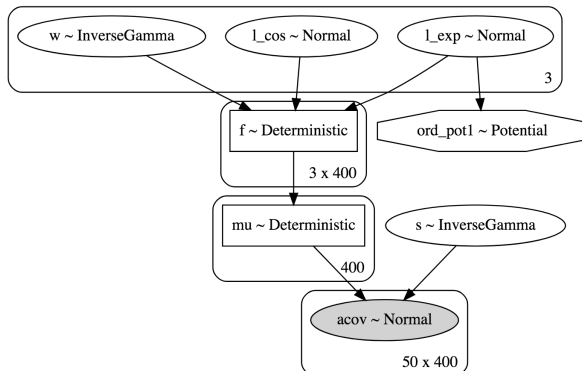 w ~ InverseGamma
l_cos ~ Normal
l_exp ~ Normal
3
f ~ Deterministic
ord_pot1 ~ Potential
3 x 400
mu ~ Deterministic
s ~ InverseGamma
400
acov ~ Normal
50 x 400